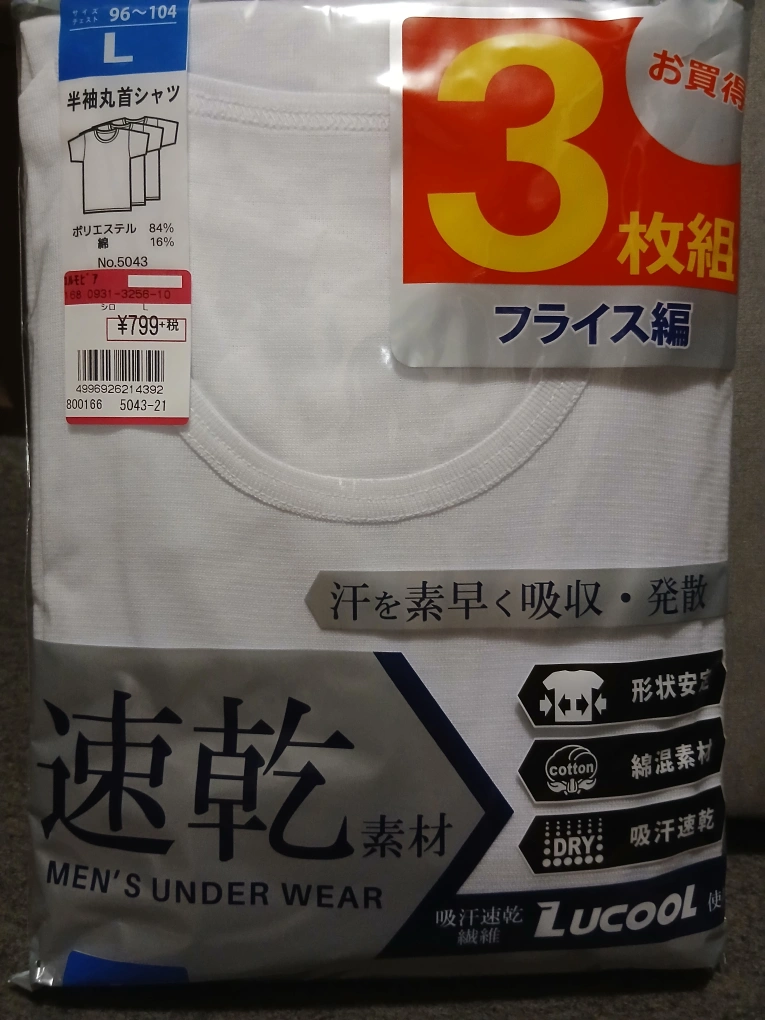 サイズ
チェスト 96～104
L
半袖丸首シャツ
ポリエステル 84%
綿 16%
No.5043
0931-3258-10
シロ L
¥799+税
4996926214392
800166 5043-21
お買得
3
枚組
フライス編
汗を素早く吸収・発散
形状安定
cotton
綿混素材
DRY
吸汗速乾
速乾素材
MEN'S UNDER WEAR
吸汗速乾
繊維
LUCOOL 使